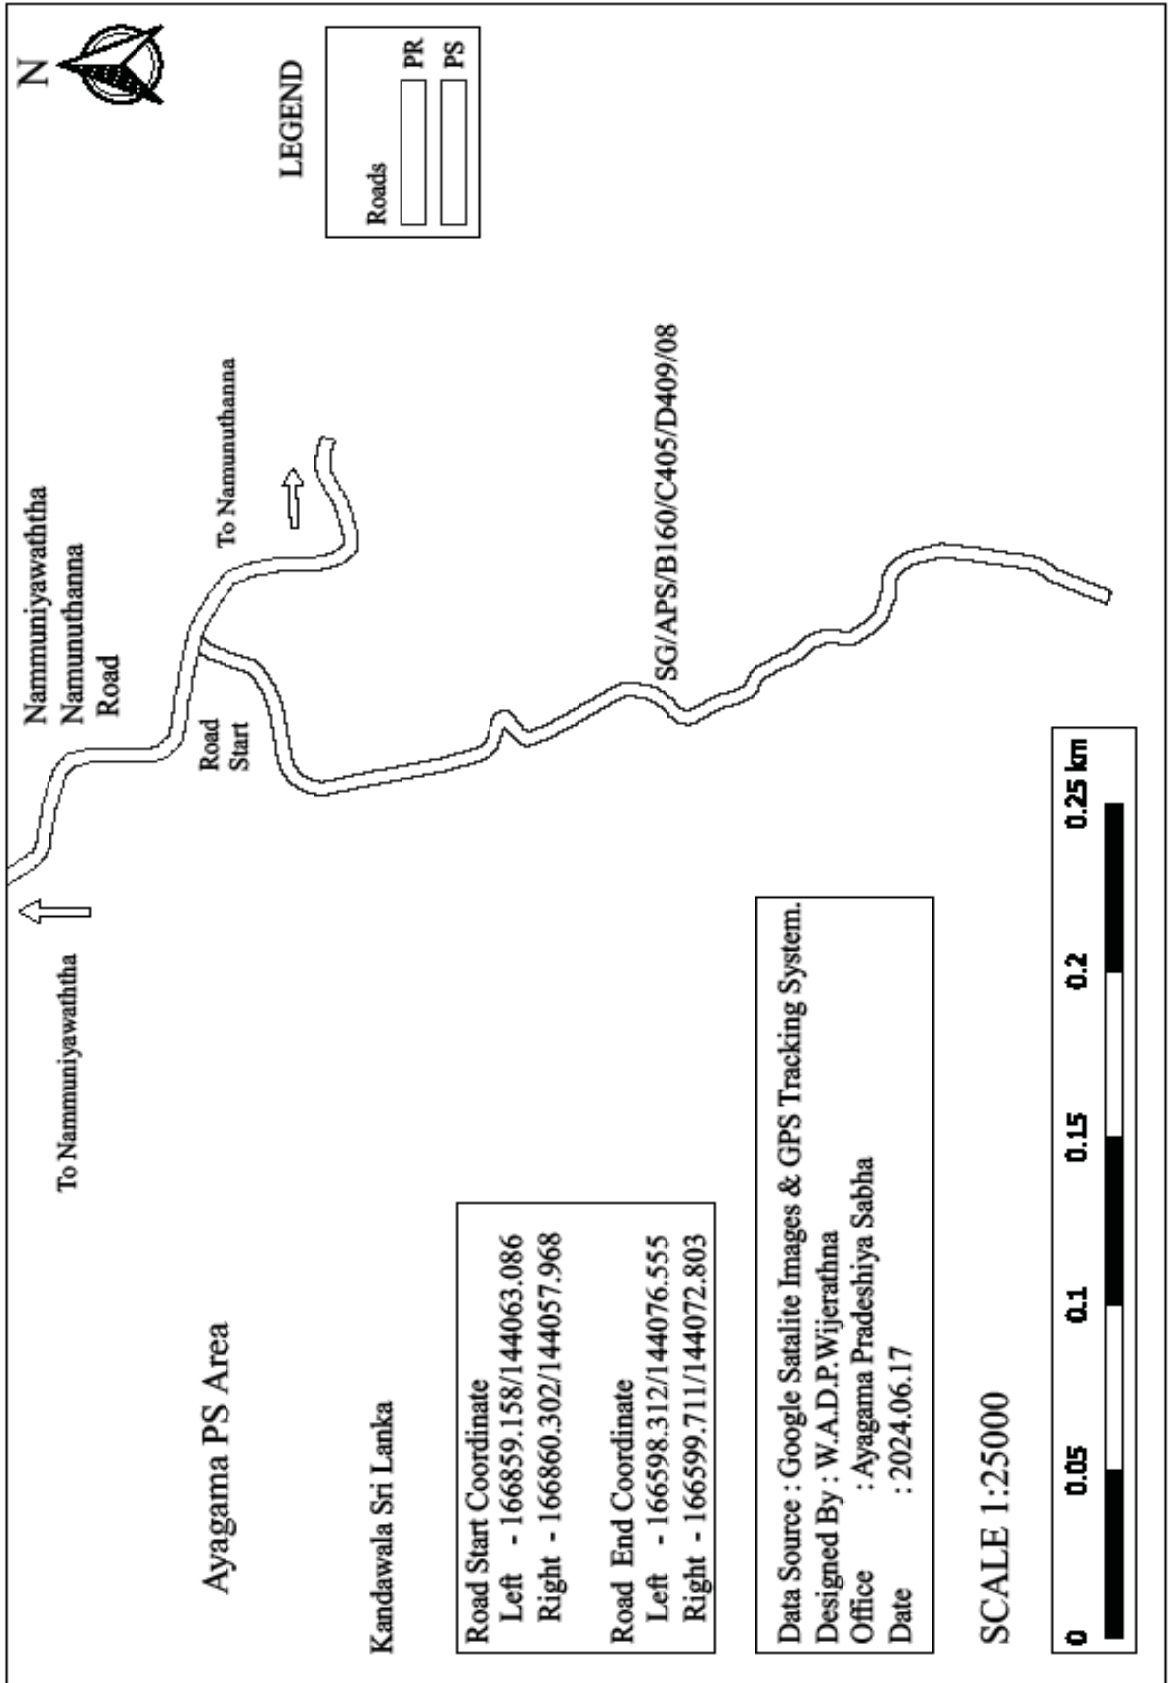 Ayagama PS Area
Kandawala Sri Lanka
Road Start Coordinate
Left - 166859.158/144063.086
Right - 166860.302/144057.968
Road End Coordinate
Left - 166598.312/144076.555
Right - 166599.711/144072.803
Data Source : Google Satalite Images & GPS Tracking System.
Designed By : W.A.D.P.Wijerathna
Office : Ayagama Pradeshiya Sabha
Date : 2024.06.17
SCALE 1:25000
0 0.05 0.1 0.15 0.2 0.25 km
To Nammuniyawaththa
Nammuniyawaththa
Namunuthanna
Road
Road
Start
To Namunuthanna
SG/APS/B160/C405/D409/08
N
LEGEND
Roads
PR
PS